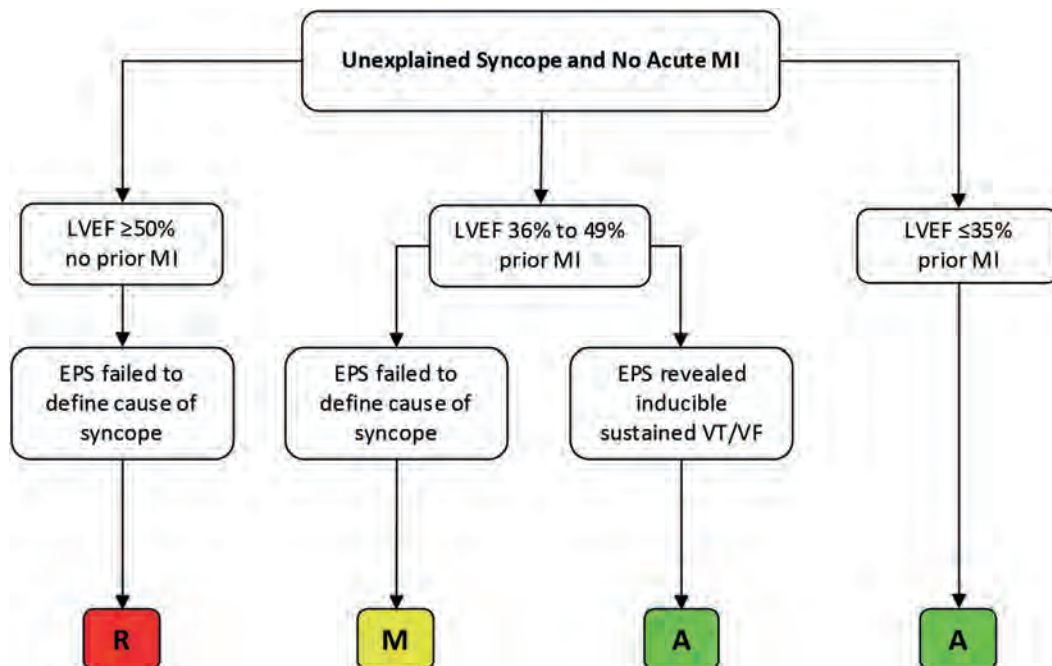 Unexplained Syncope and No Acute MI
LVEF ≥50%
no prior MI
LVEF 36% to 49%
prior MI
LVEF ≤35%
prior MI
EPS failed to
define cause of
syncope
EPS failed to
define cause of
syncope
EPS revealed
inducible
sustained VT/VF
R
M
A
A